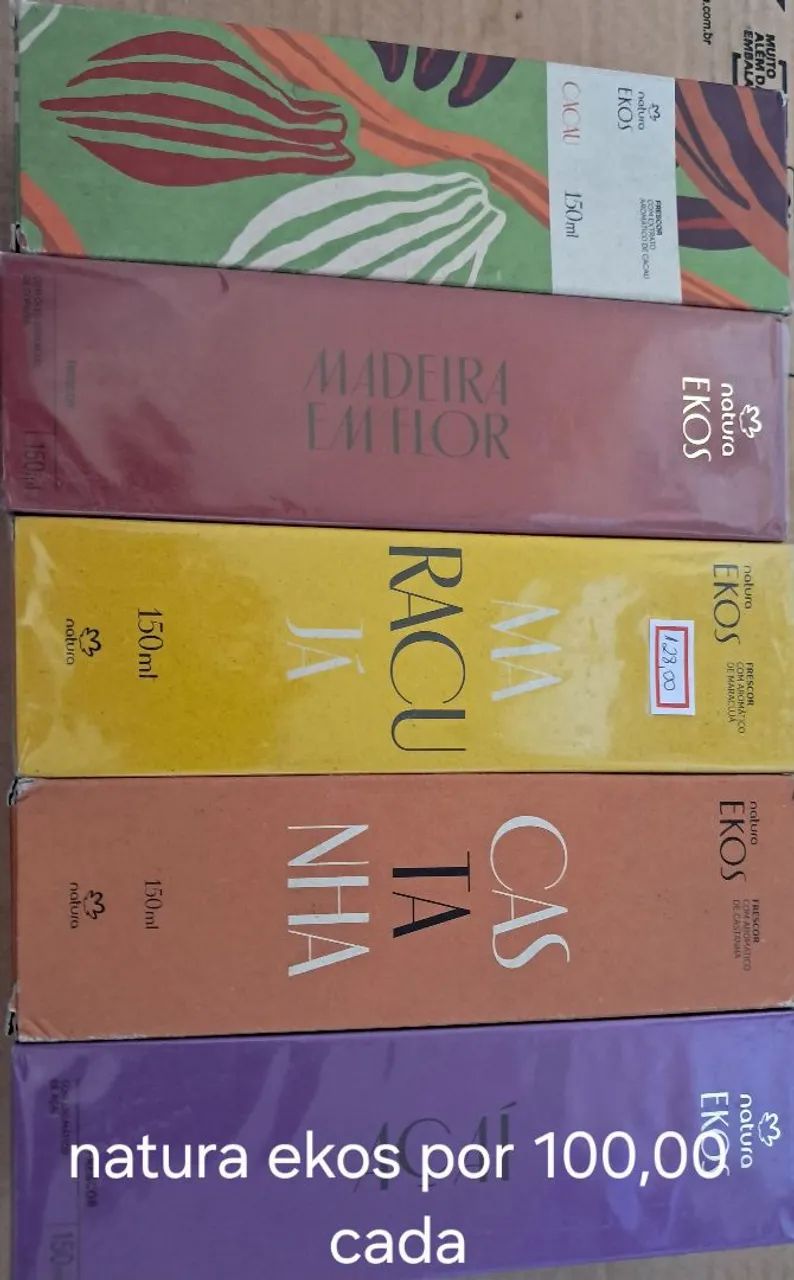 .com.br
MUITO
ALÉM D
EMBALA
natura
EKOS
CACAU
150ml
FRESCOR
COM EXTRATO
AROMÁTICO DE CACAU
natura
EKOS
MADEIRA
EM FLOR
150ml
natura
EKOS
FRESCOR
COM AROMÁTICO
DE MARACUJÁ
128,00
MA
RACU
JÁ
150ml
natura
natura
EKOS
FRESCOR
COM AROMÁTICO
DE CASTANHA
CAS
TA
NHA
150ml
natura
natura
EKOS
AÇAÍ
natura ekos por 100,00
cada